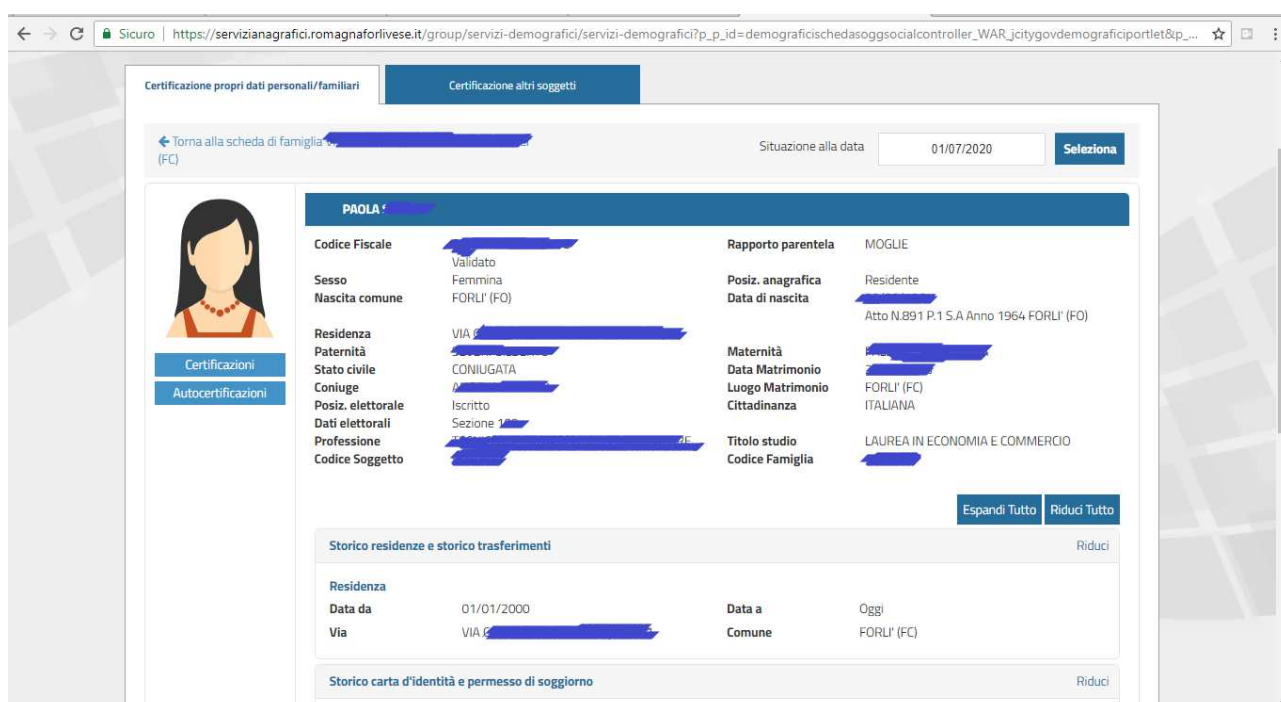 Sicuro | https://servizianagrafici.romagnaforlivese.it/group/servizi-demografici/servizi-demografici?p_p_id=demograficischedasoggsocialcontroller_WAR_jcitygovdemograficiportlet&p_...
Certificazione propri dati personali/familiari Certificazione altri soggetti
Torna alla scheda di famiglia
(FC)
Situazione alla data 01/07/2020 Seleziona
PAOLA
Codice Fiscale Rapporto parentela MOGLIE
Validato
Sesso Femmina Posiz. anagrafica Residente
Nascita comune FORLI' (FO) Data di nascita
Atto N.891 P.1 S.A Anno 1964 FORLI' (FO)
Residenza VIA
Paternità Maternità
Stato civile CONIUGATA Data Matrimonio
Coniuge Luogo Matrimonio FORLI' (FC)
Posiz. elettorale Iscritto Cittadinanza ITALIANA
Dati elettorali Sezione
Professione Titolo studio LAUREA IN ECONOMIA E COMMERCIO
Codice Soggetto Codice Famiglia
Certificazioni
Autocertificazioni
Espandi Tutto Riduci Tutto
Storico residenze e storico trasferimenti Riduci
Residenza
Data da 01/01/2000 Data a Oggi
Via VIA Comune FORLI' (FC)
Storico carta d'identità e permesso di soggiorno Riduci